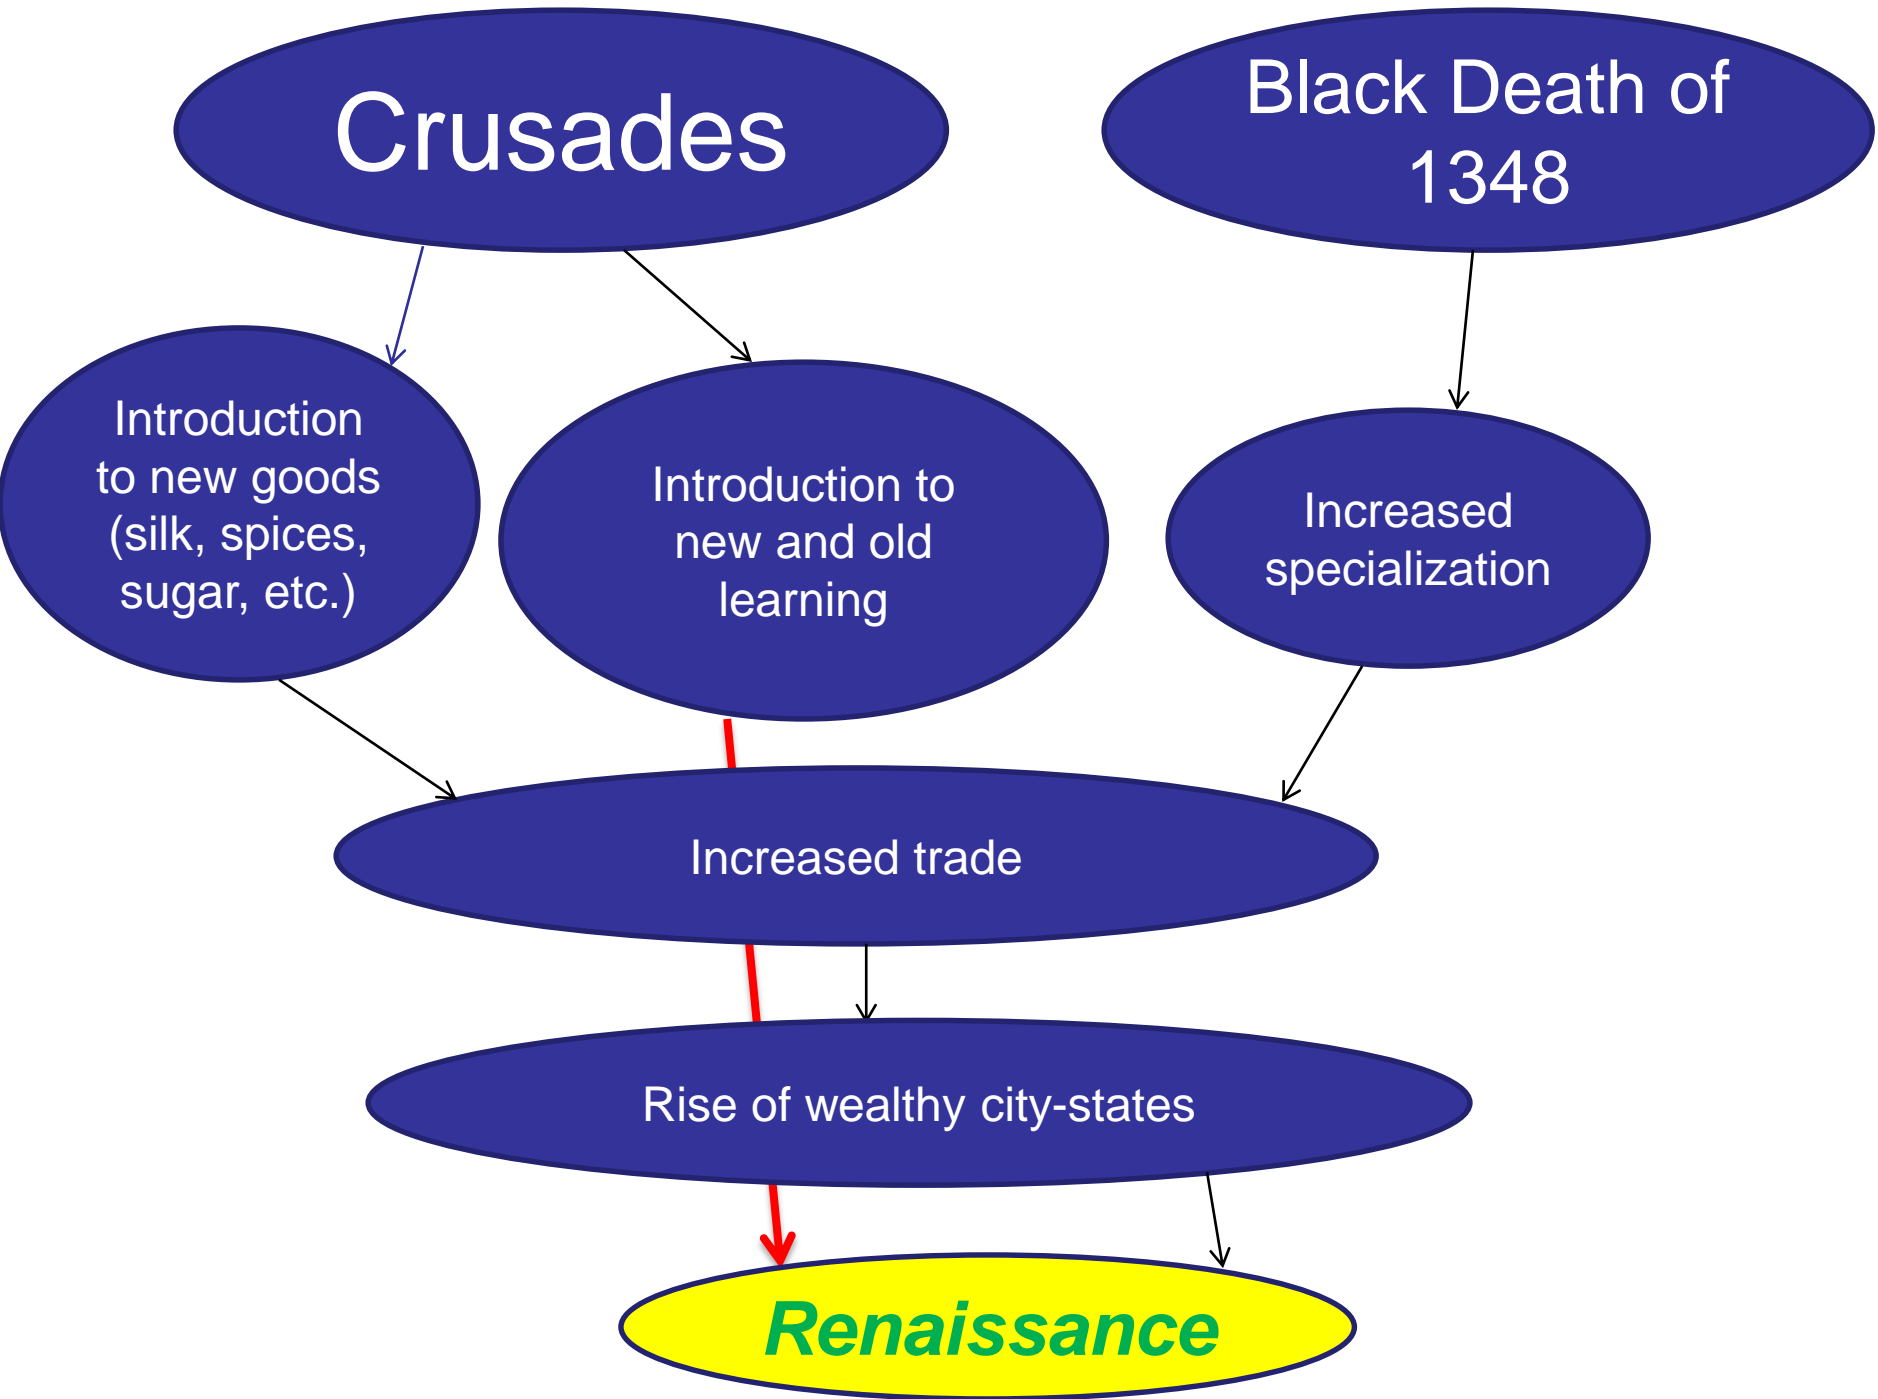 Crusades
Black Death of
1348
Introduction
to new goods
(silk, spices,
sugar, etc.)
Introduction to
new and old
learning
Increased
specialization
Increased trade
Rise of wealthy city-states
Renaissance